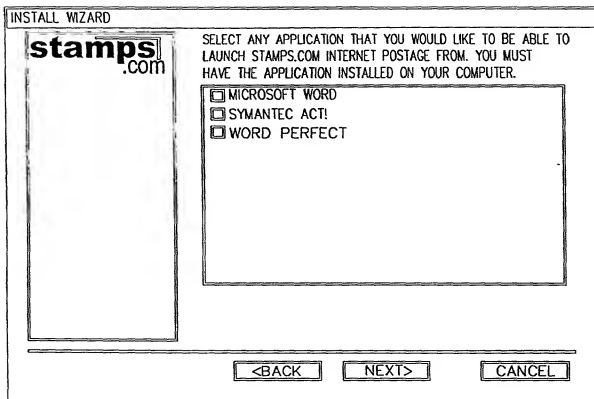 INSTALL WIZARD
stamps
.com
SELECT ANY APPLICATION THAT YOU WOULD LIKE TO BE ABLE TO
LAUNCH STAMPS.COM INTERNET POSTAGE FROM. YOU MUST
HAVE THE APPLICATION INSTALLED ON YOUR COMPUTER.
MICROSOFT WORD
SYMANTEC ACT!
WORD PERFECT
<BACK
NEXT>
CANCEL